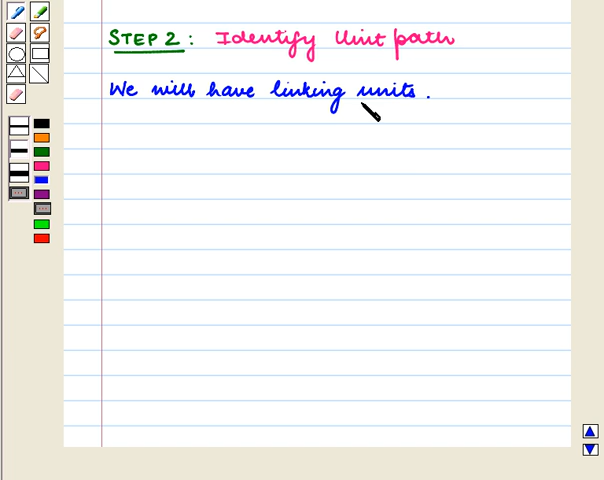 STEP 2 : Identify Unit path
We will have linking units .